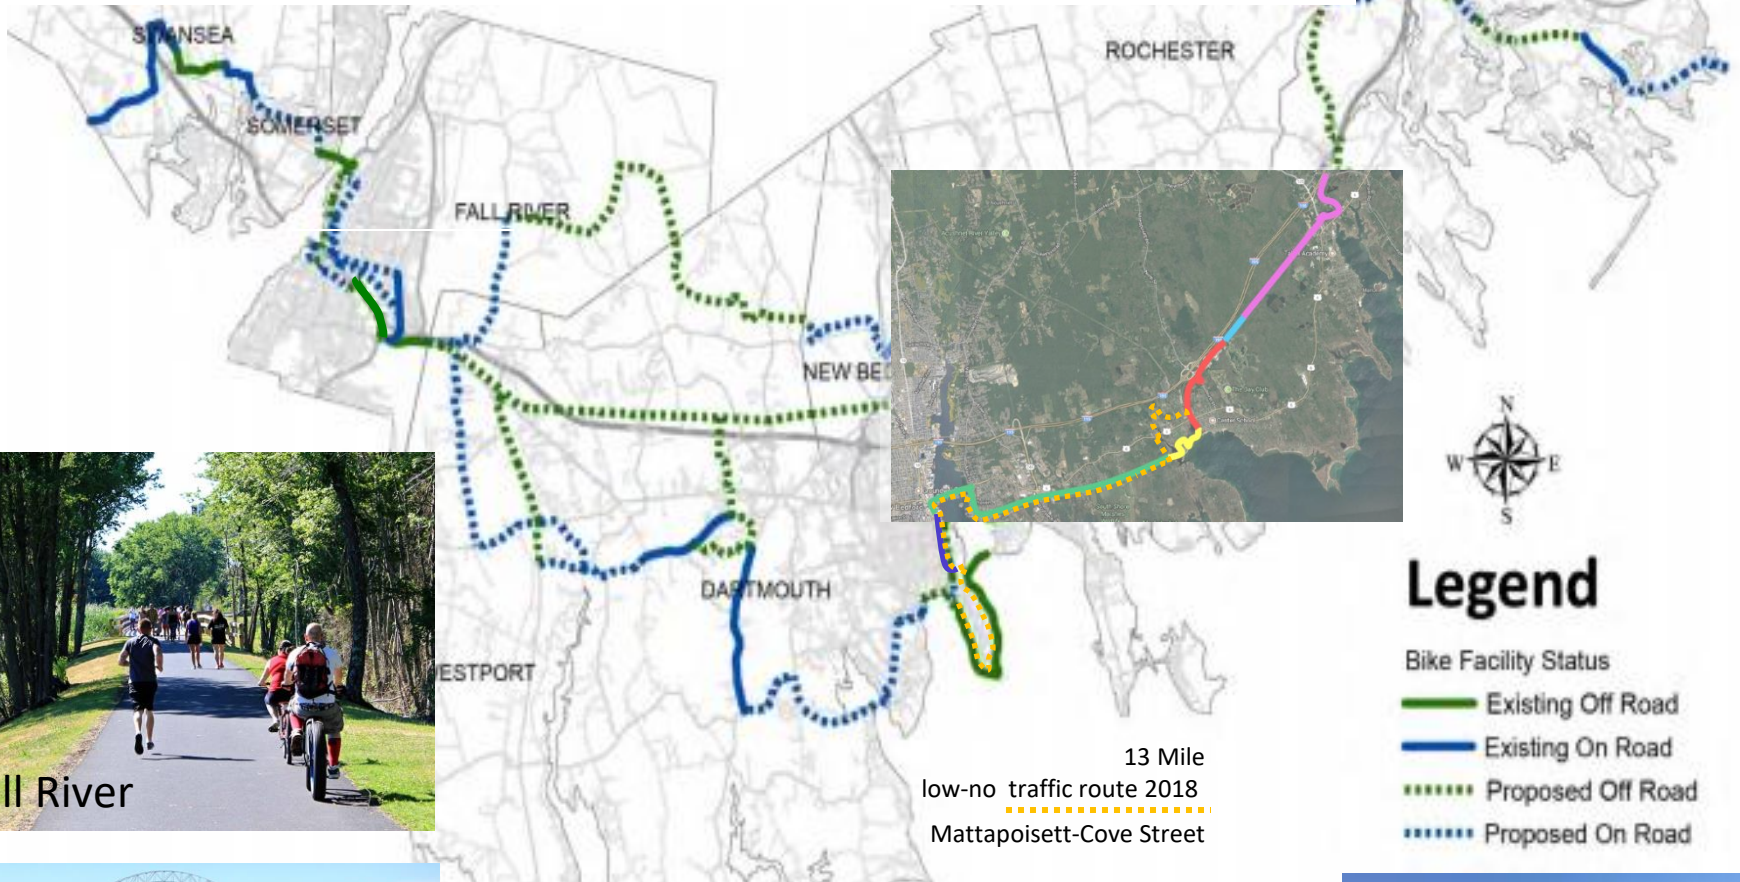 SWANSEA
ROCHESTER
SOMERSET
FALL RIVER
NEW BE
N
W E
S
DARTMOUTH
ESTPORT
ll River
13 Mile
low-no traffic route 2018
Mattapoisett-Cove Street
Legend
Bike Facility Status
Existing Off Road
Existing On Road
Proposed Off Road
Proposed On Road